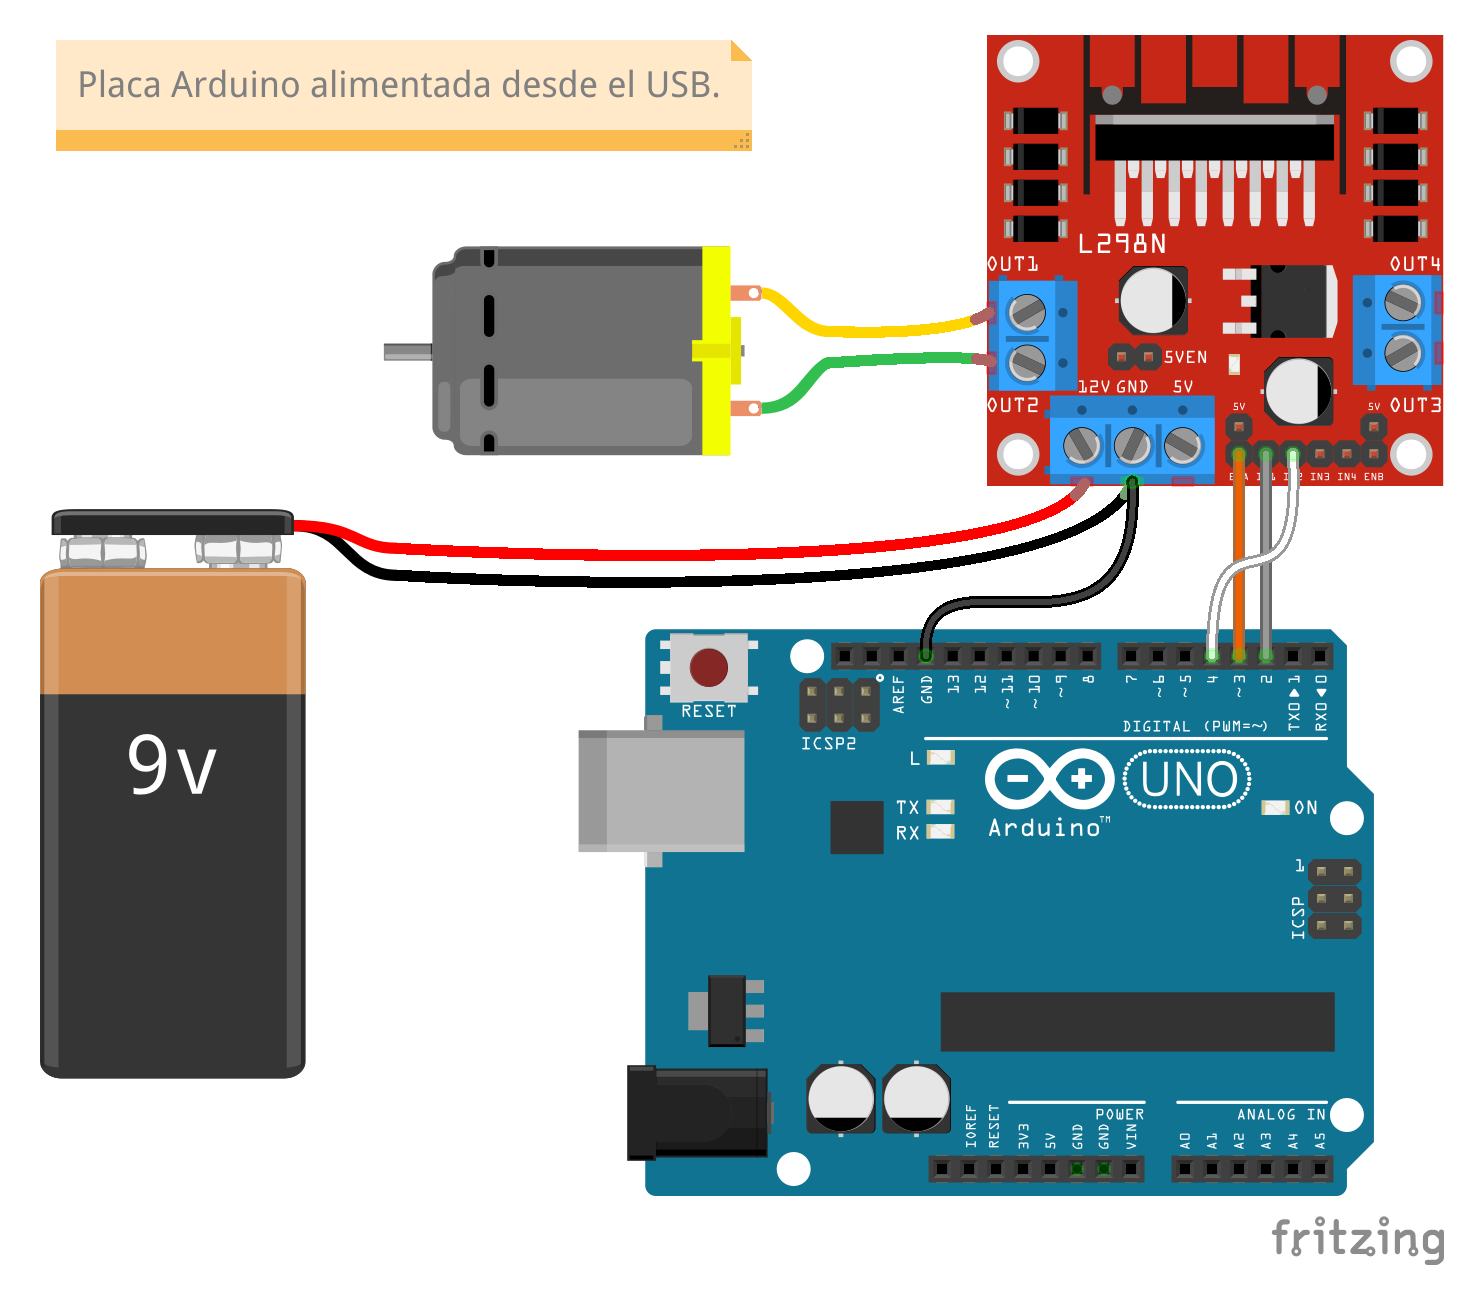 Placa Arduino alimentada desde el USB.
L298N
OUT1
OUT4
5VEN
12V GND 5V
OUT2
OUT3
5V
5V
IN3 IN4 ENB
9v
RESET
ICSP2
AREF
GND
13
12
~11
~10
~9
8
7
~6
~5
4
~3
2
TX0▶1
RX0◀0
DIGITAL (PWM=~)
L
TX
RX
Arduino™
UNO
ON
1
ICSP
POWER
ANALOG IN
IOREF
RESET
3V3
5V
GND
GND
VIN
A0
A1
A2
A3
A4
A5
fritzing